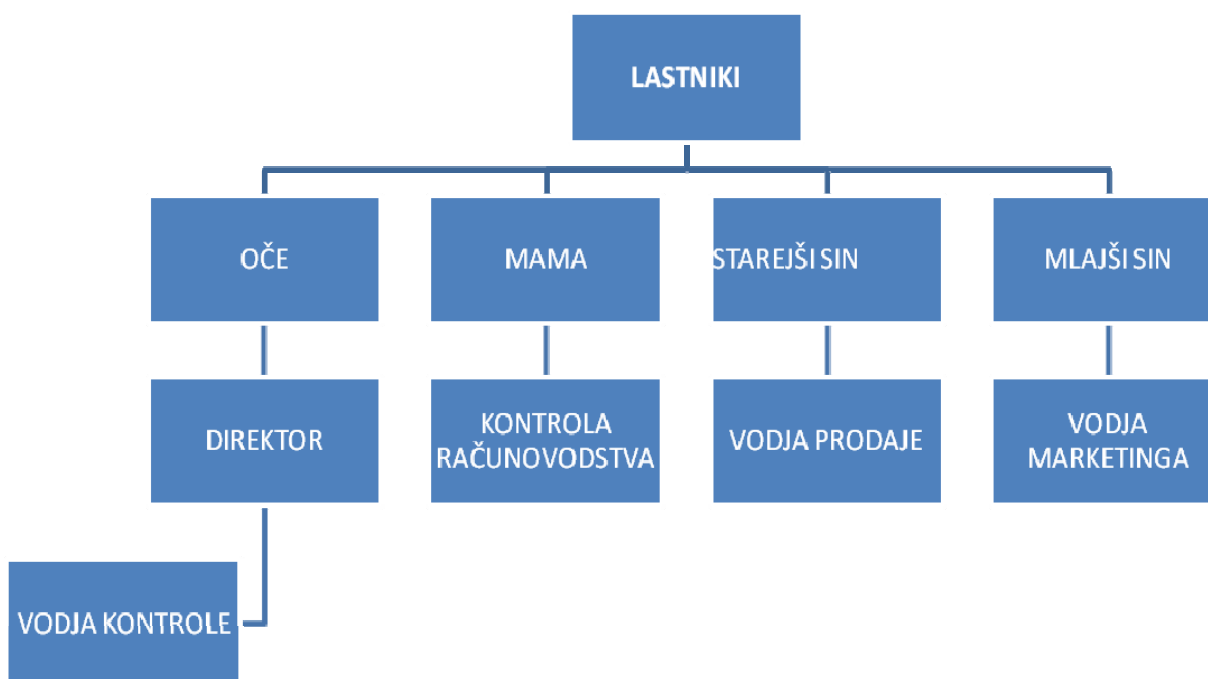 LASTNIKI
OČE
MAMA
STAREJŠI SIN
MLAJŠI SIN
DIREKTOR
KONTROLA
RAČUNOVODSTVA
VODJA PRODAJE
VODJA
MARKETINGA
VODJA KONTROLE